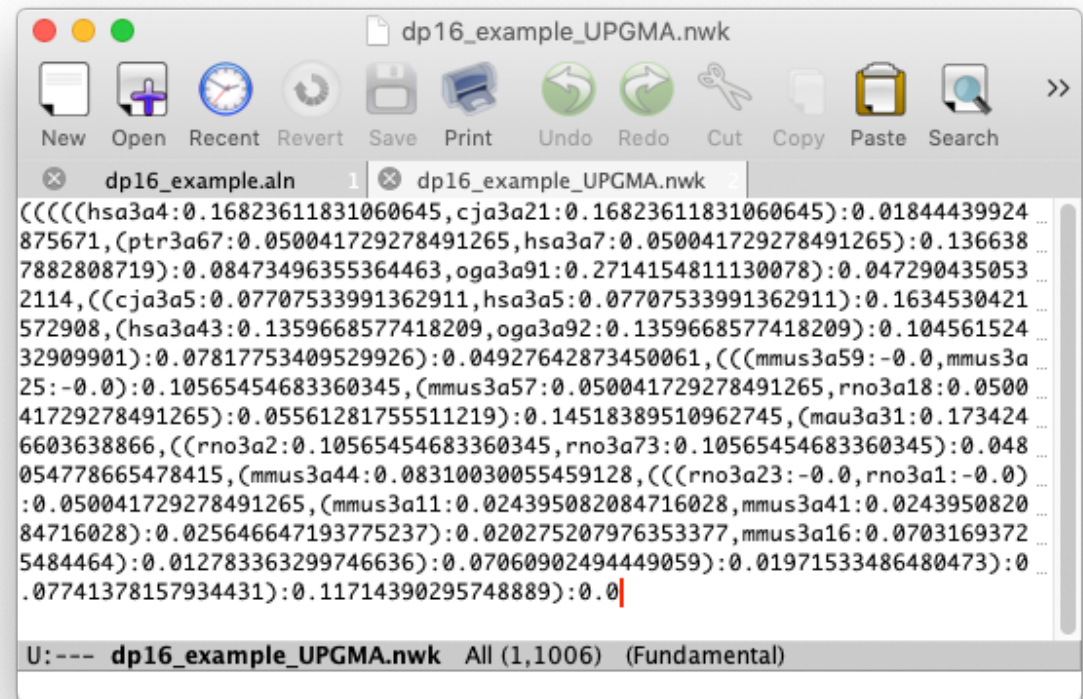 dp16_example_UPGMA.nwk
New Open Recent Revert Save Print Undo Redo Cut Copy Paste Search
dp16_example.aln 1 dp16_example_UPGMA.nwk 2
(((((hsa3a4:0.16823611831060645,cja3a21:0.16823611831060645):0.01844439924
875671,(ptr3a67:0.050041729278491265,hsa3a7:0.050041729278491265):0.136638
7882808719):0.08473496355364463,oga3a91:0.2714154811130078):0.047290435053
2114,((cja3a5:0.07707533991362911,hsa3a5:0.07707533991362911):0.1634530421
572908,(hsa3a43:0.1359668577418209,oga3a92:0.1359668577418209):0.104561524
32909901):0.07817753409529926):0.04927642873450061,(((mmus3a59:-0.0,mmus3a
25:-0.0):0.10565454683360345,(mmus3a57:0.050041729278491265,rno3a18:0.0500
41729278491265):0.05561281755511219):0.14518389510962745,(mau3a31:0.173424
6603638866,((rno3a2:0.10565454683360345,rno3a73:0.10565454683360345):0.048
054778665478415,(mmus3a44:0.08310030055459128,(((rno3a23:-0.0,rno3a1:-0.0)
:0.050041729278491265,(mmus3a11:0.024395082084716028,mmus3a41:0.0243950820
84716028):0.025646647193775237):0.020275207976353377,mmus3a16:0.0703169372
5484464):0.012783363299746636):0.07060902494449059):0.01971533486480473):0
.07741378157934431):0.11714390295748889):0.0
U:--- dp16_example_UPGMA.nwk All (1,1006) (Fundamental)